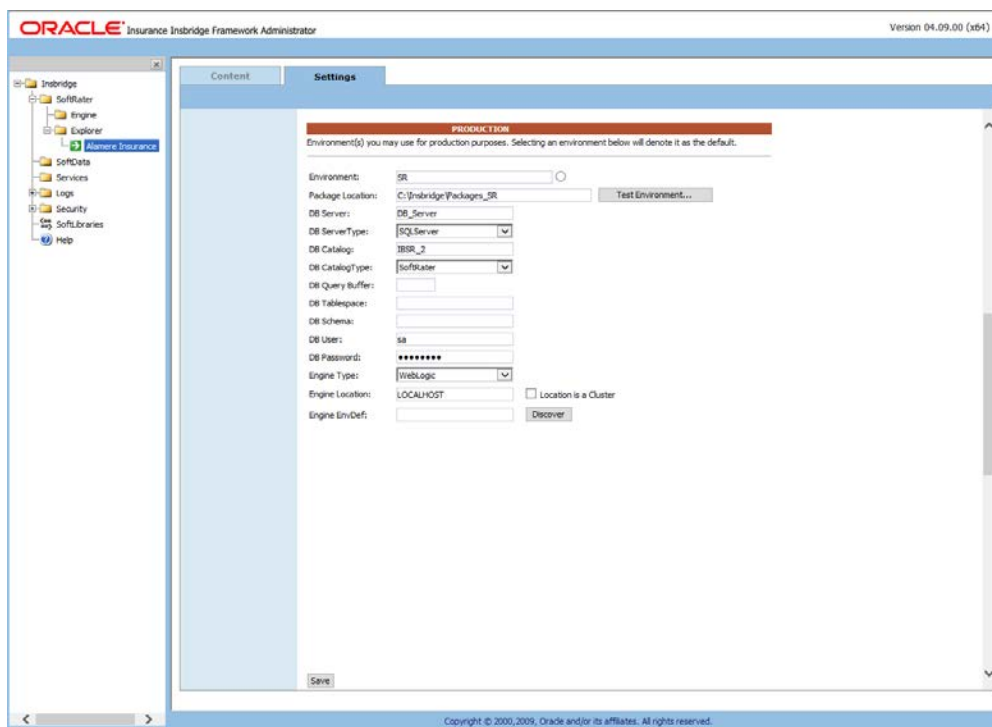 ORACLE Insurance Insbridge Framework Administrator
Version 04.09.00 (x64)
Insbridge
SoftRater
Engine
Explorer
Alamere Insurance
SoftData
Services
Logs
Security
SoftLibraries
Help
Content
Settings
PRODUCTION
Environment(s) you may use for production purposes. Selecting an environment below will denote it as the default.
Environment: SR
Package Location: C:\Insbridge\Packages_SR Test Environment...
DB Server: DB_Server
DB ServerType: SQLServer
DB Catalog: IBSR_2
DB CatalogType: SoftRater
DB Query Buffer:
DB Tablespace:
DB Schema:
DB User: sa
DB Password: ••••••••
Engine Type: WebLogic
Engine Location: LOCALHOST Location is a Cluster
Engine EnvDef: Discover
Save
Copyright © 2000,2009, Oracle and/or its affiliates. All rights reserved.